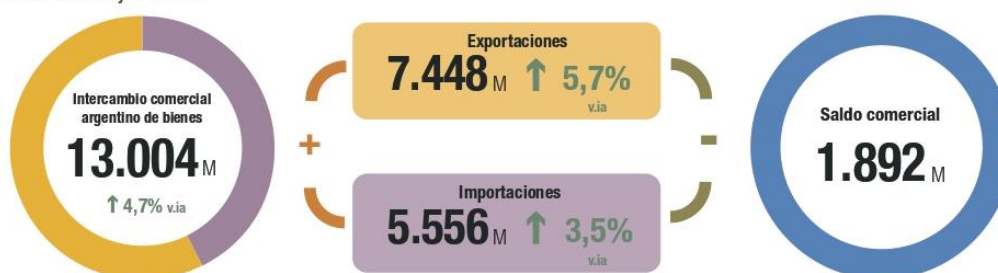 Intercambio comercial
argentino de bienes
13.004 M
↑ 4,7% v.ia
+
Exportaciones
7.448 M ↑ 5,7%
v.ia
Importaciones
5.556 M ↑ 3,5%
v.ia
-
Saldo comercial
1.892 M